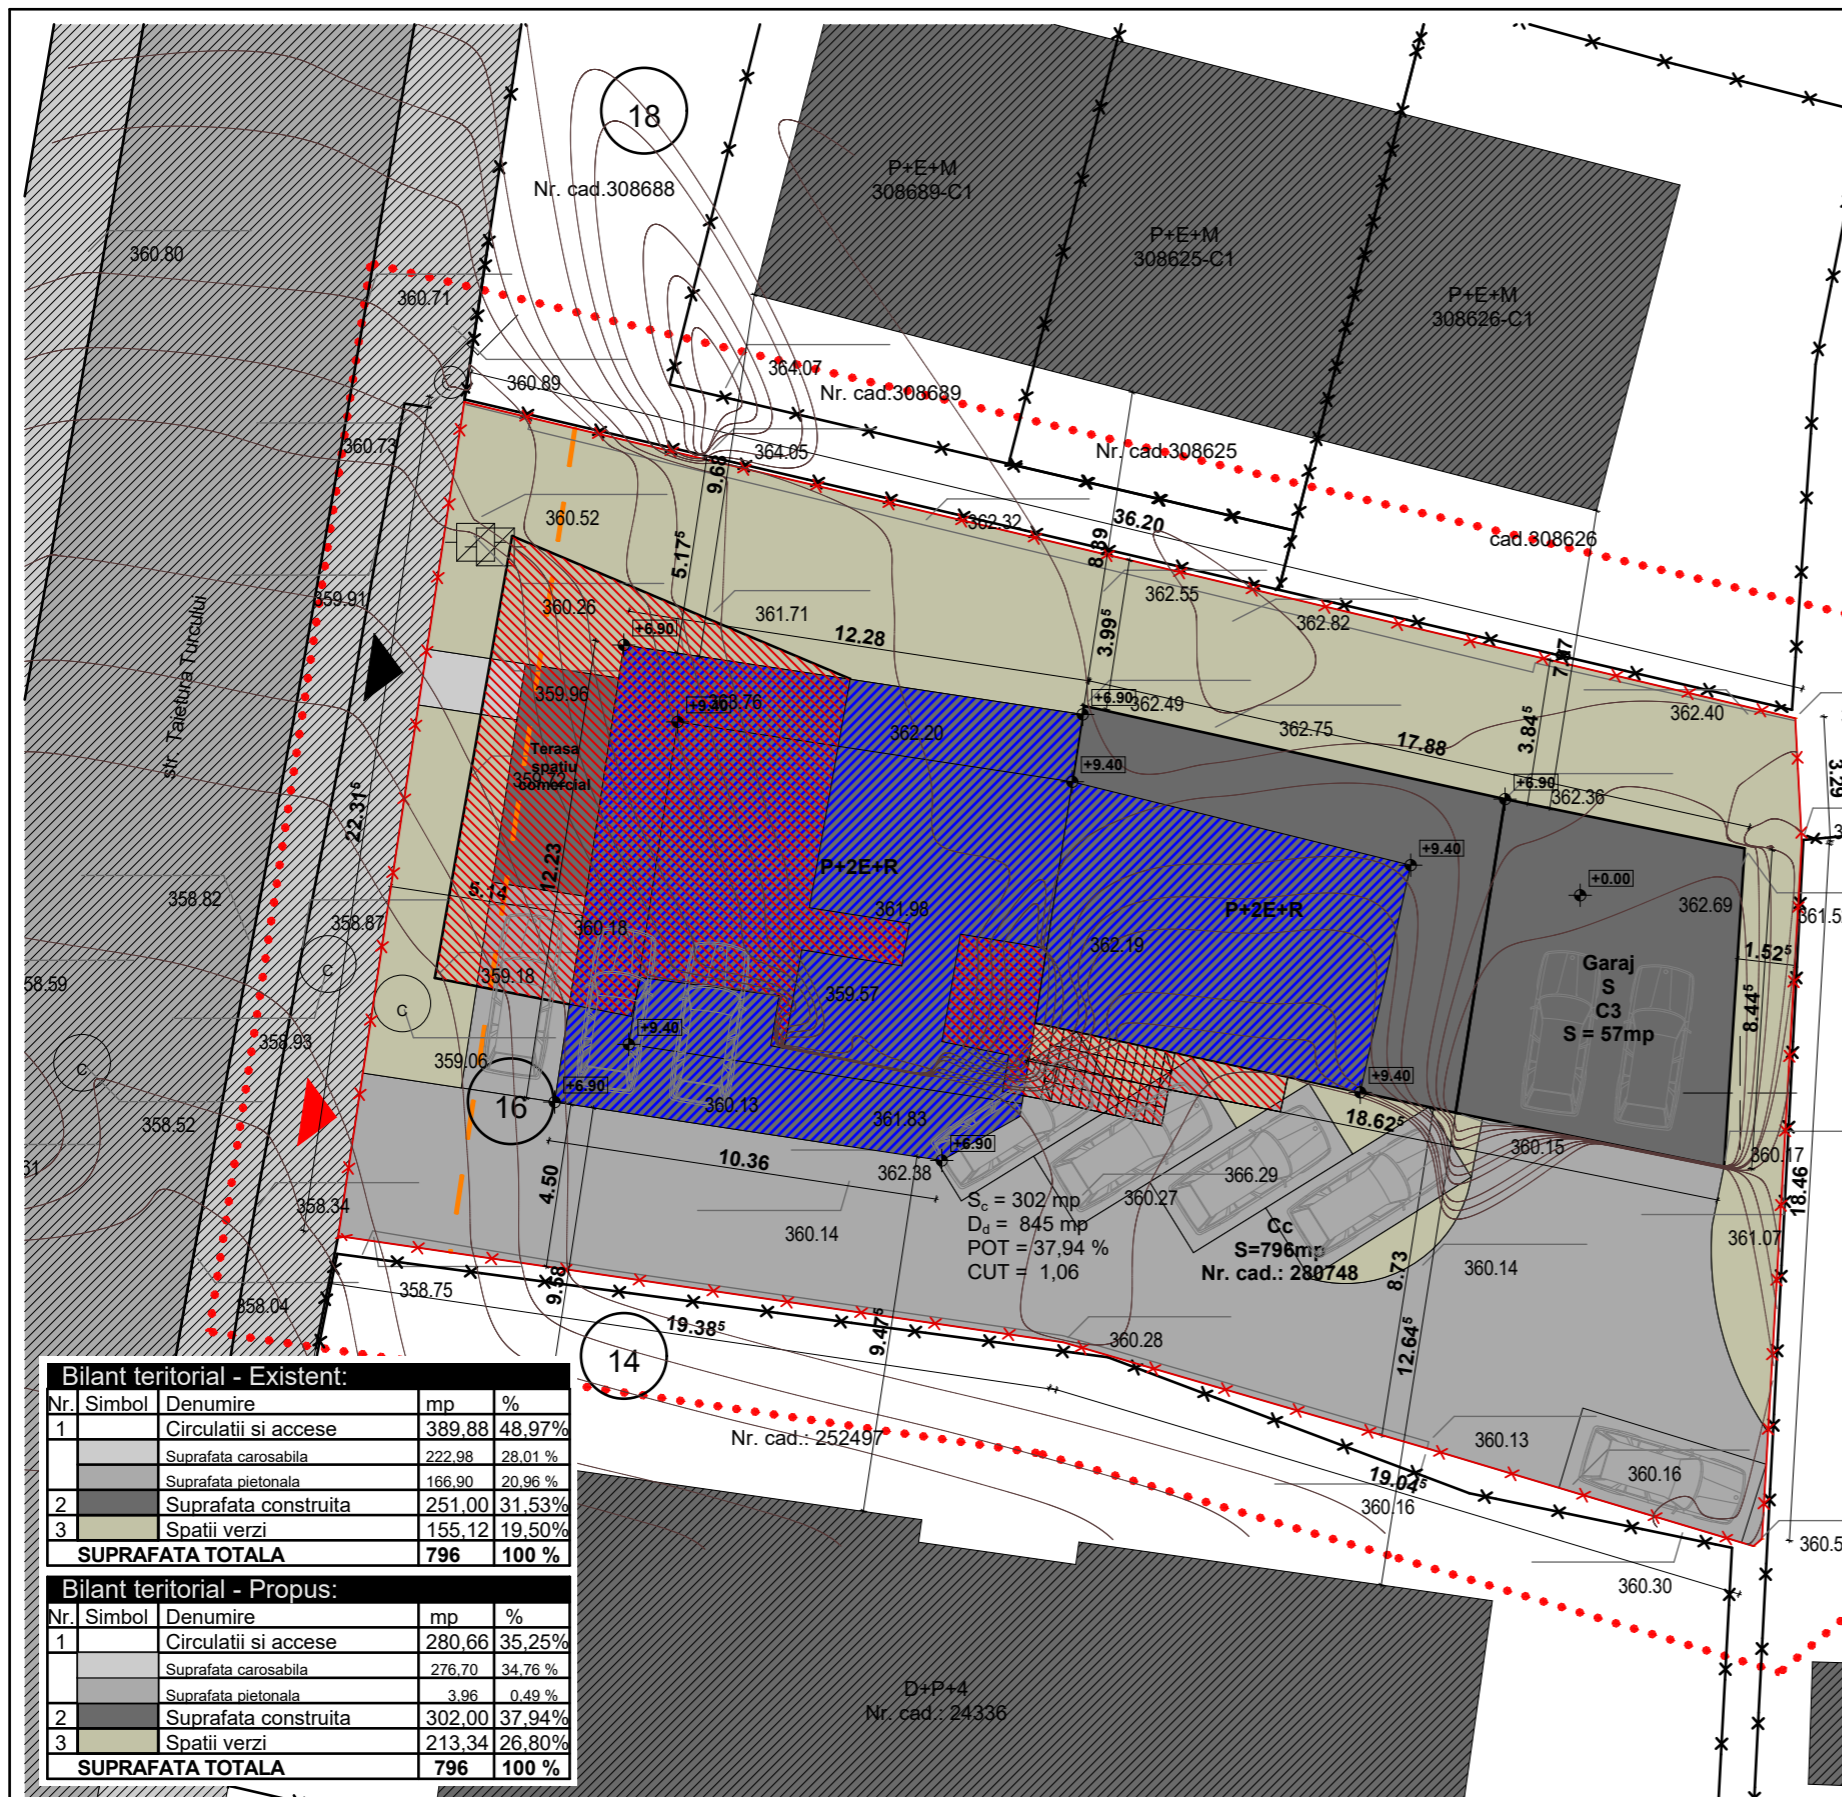 18
Nr. cad.308688
P+E+M
308689-C1
P+E+M
308625-C1
P+E+M
308626-C1
360.80
360.71
360.89
364.07
Nr. cad.308689
360.73
364.05
9.68
Nr. cad.308625
360.52
362.32
36.20
8.89
cad.308626
5.17⁵
359.91
360.26
361.71
12.28
3.99⁵
362.55
362.82
+6.90
str. Taietura Turcului
359.96
+9.40
+6.90
362.49
362.75
362.40
362.20
17.88
3.84⁵
Terasa
spațiu
comercial
359.72
+9.40
+6.90
362.36
3.29
22.31⁵
12.23
P+2E+R
+9.40
+0.00
358.82
5.14
361.98
P+2E+R
362.69
358.87
360.18
362.19
1.52⁵
Garaj
S
C3
S = 57mp
8.44⁵
C
359.18
359.57
C
358.93
+9.40
359.06
C
16
+6.90
360.13
361.83
+9.40
18.62⁵
358.52
+6.90
360.15
360.17
10.36
362.38
366.29
18.46
4.50
S_c = 302 mp
D_d = 845 mp
POT = 37,94 %
CUT = 1,06
360.27
358.34
360.14
Cc
S=796mp
Nr. cad.: 280748
361.07
360.14
8.73
358.75
9.58
358.04
19.38⁵
9.47⁵
360.28
12.64⁵
14
Nr. cad.: 252497
360.13
360.16
19.04⁵
360.16
360.30
D+P+4
Nr. cad.: 24336
Bilant teritorial - Existent:
Nr. Simbol Denumire mp %
1 Circulatii si accese 389,88 48,97%
Suprafata carosabila 222,98 28,01 %
Suprafata pietonala 166,90 20,96 %
2 Suprafata construita 251,00 31,53%
3 Spatii verzi 155,12 19,50%
SUPRAFATA TOTALA 796 100 %
Bilant teritorial - Propus:
Nr. Simbol Denumire mp %
1 Circulatii si accese 280,66 35,25%
Suprafata carosabila 276,70 34,76 %
Suprafata pietonala 3,96 0,49 %
2 Suprafata construita 302,00 37,94%
3 Spatii verzi 213,34 26,80%
SUPRAFATA TOTALA 796 100 %